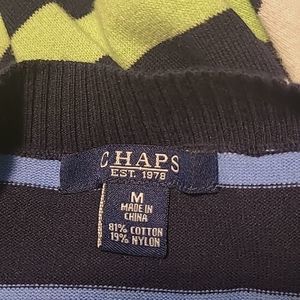 CHAPS
EST. 1978
M
MADE IN
CHINA
81% COTTON
19% NYLON